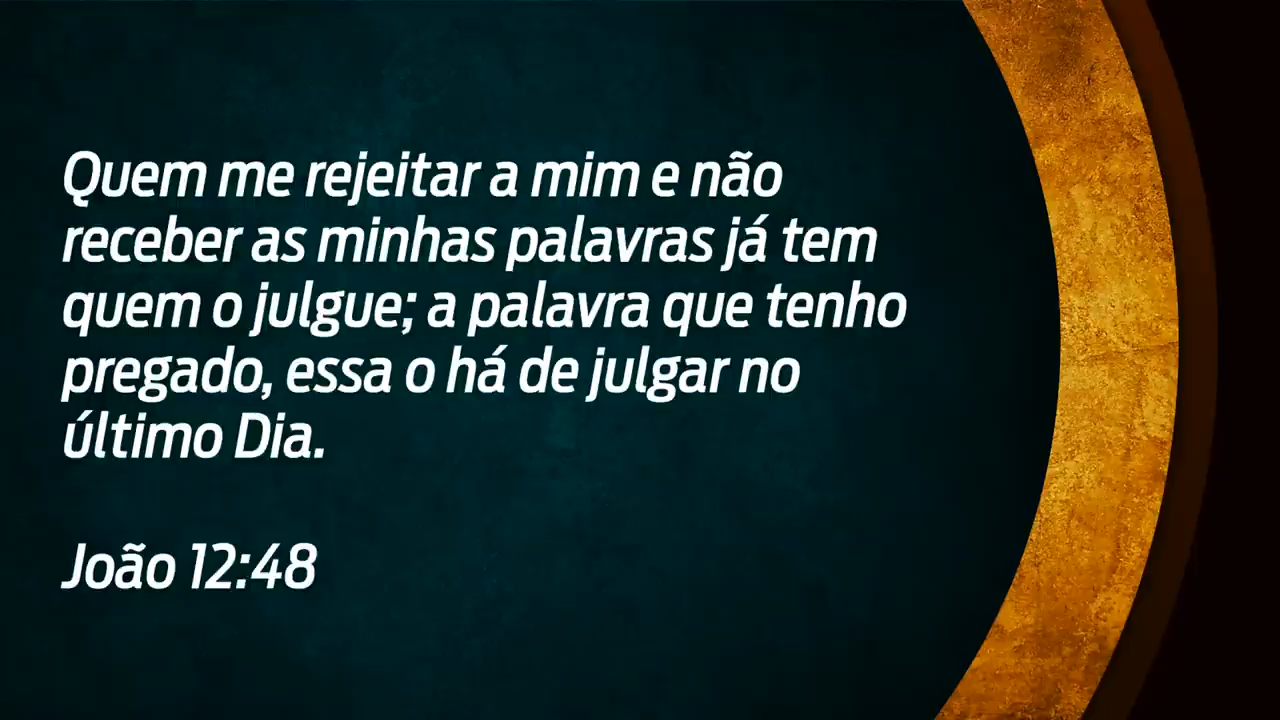 Quem me rejeitar a mim e não
receber as minhas palavras já tem
quem o julgue; a palavra que tenho
pregado, essa o há de julgar no
último Dia.
João 12:48